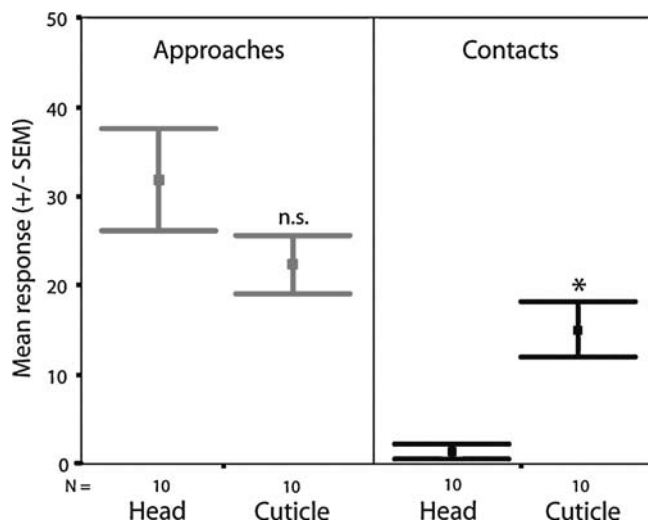 50
40
30
20
10
0
Mean response (+/- SEM)
Approaches
Contacts
n.s.
*
N = 10 10 10 10
Head Cuticle Head Cuticle